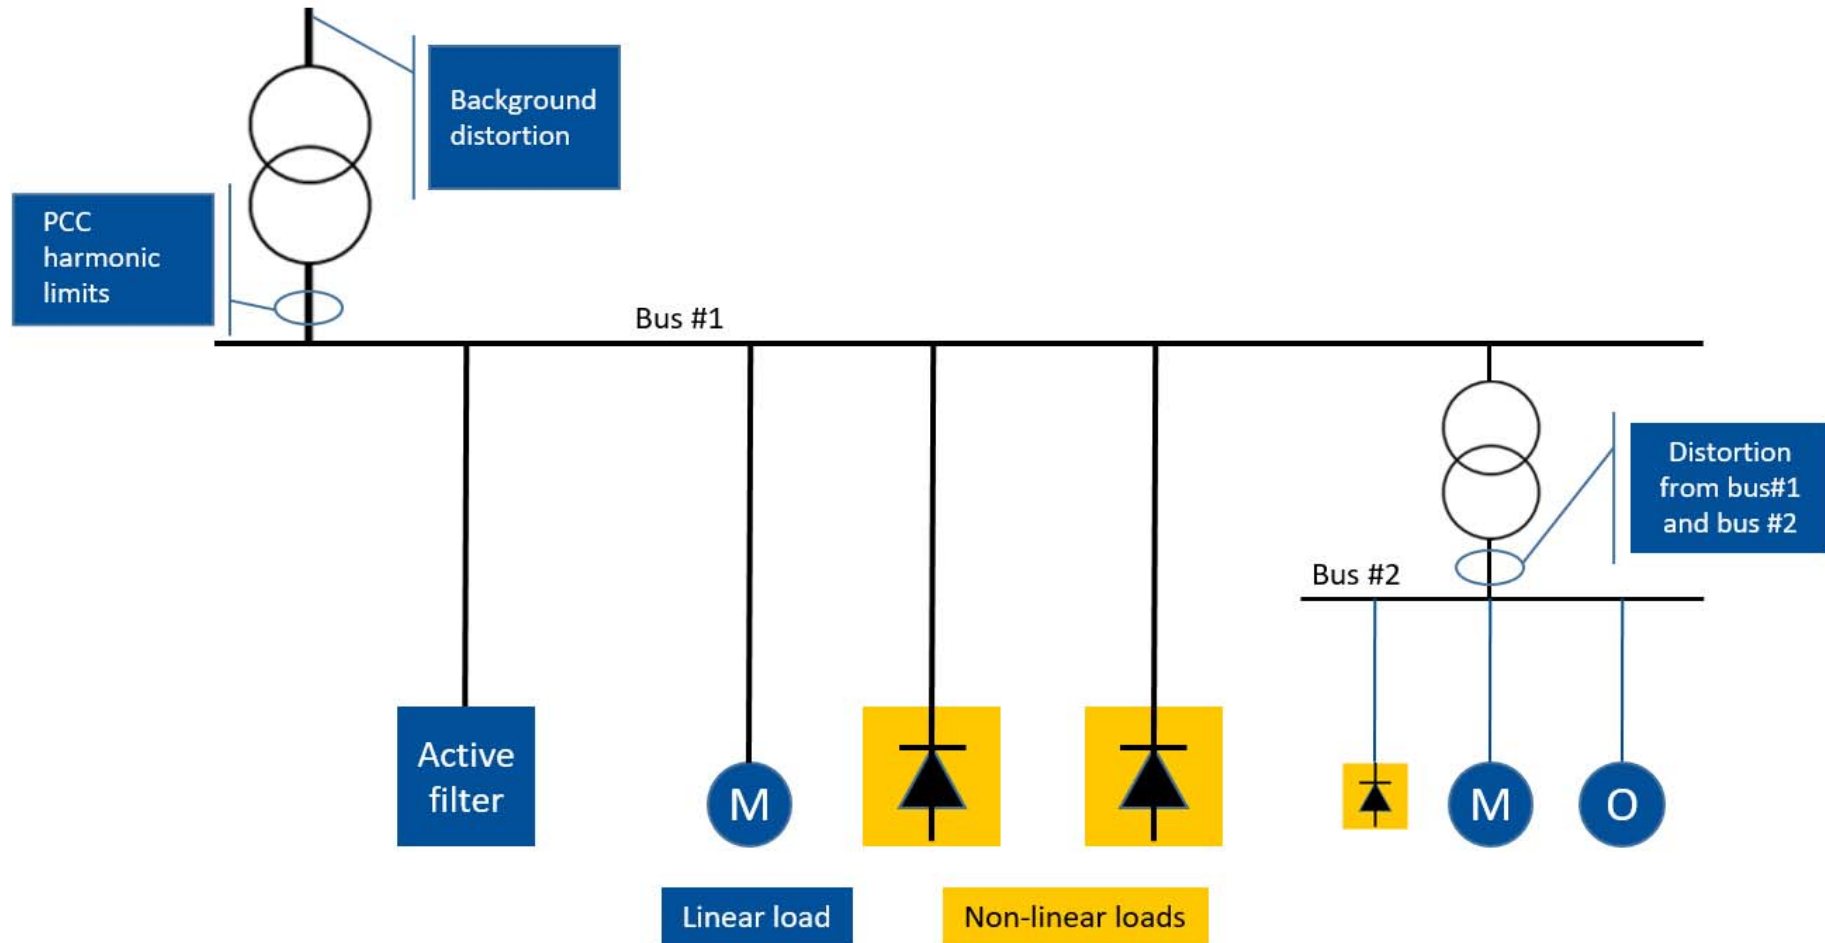 Background
distortion
PCC
harmonic
limits
Bus #1
Distortion
from bus#1
and bus #2
Bus #2
Active
filter
M
M
O
Linear load
Non-linear loads